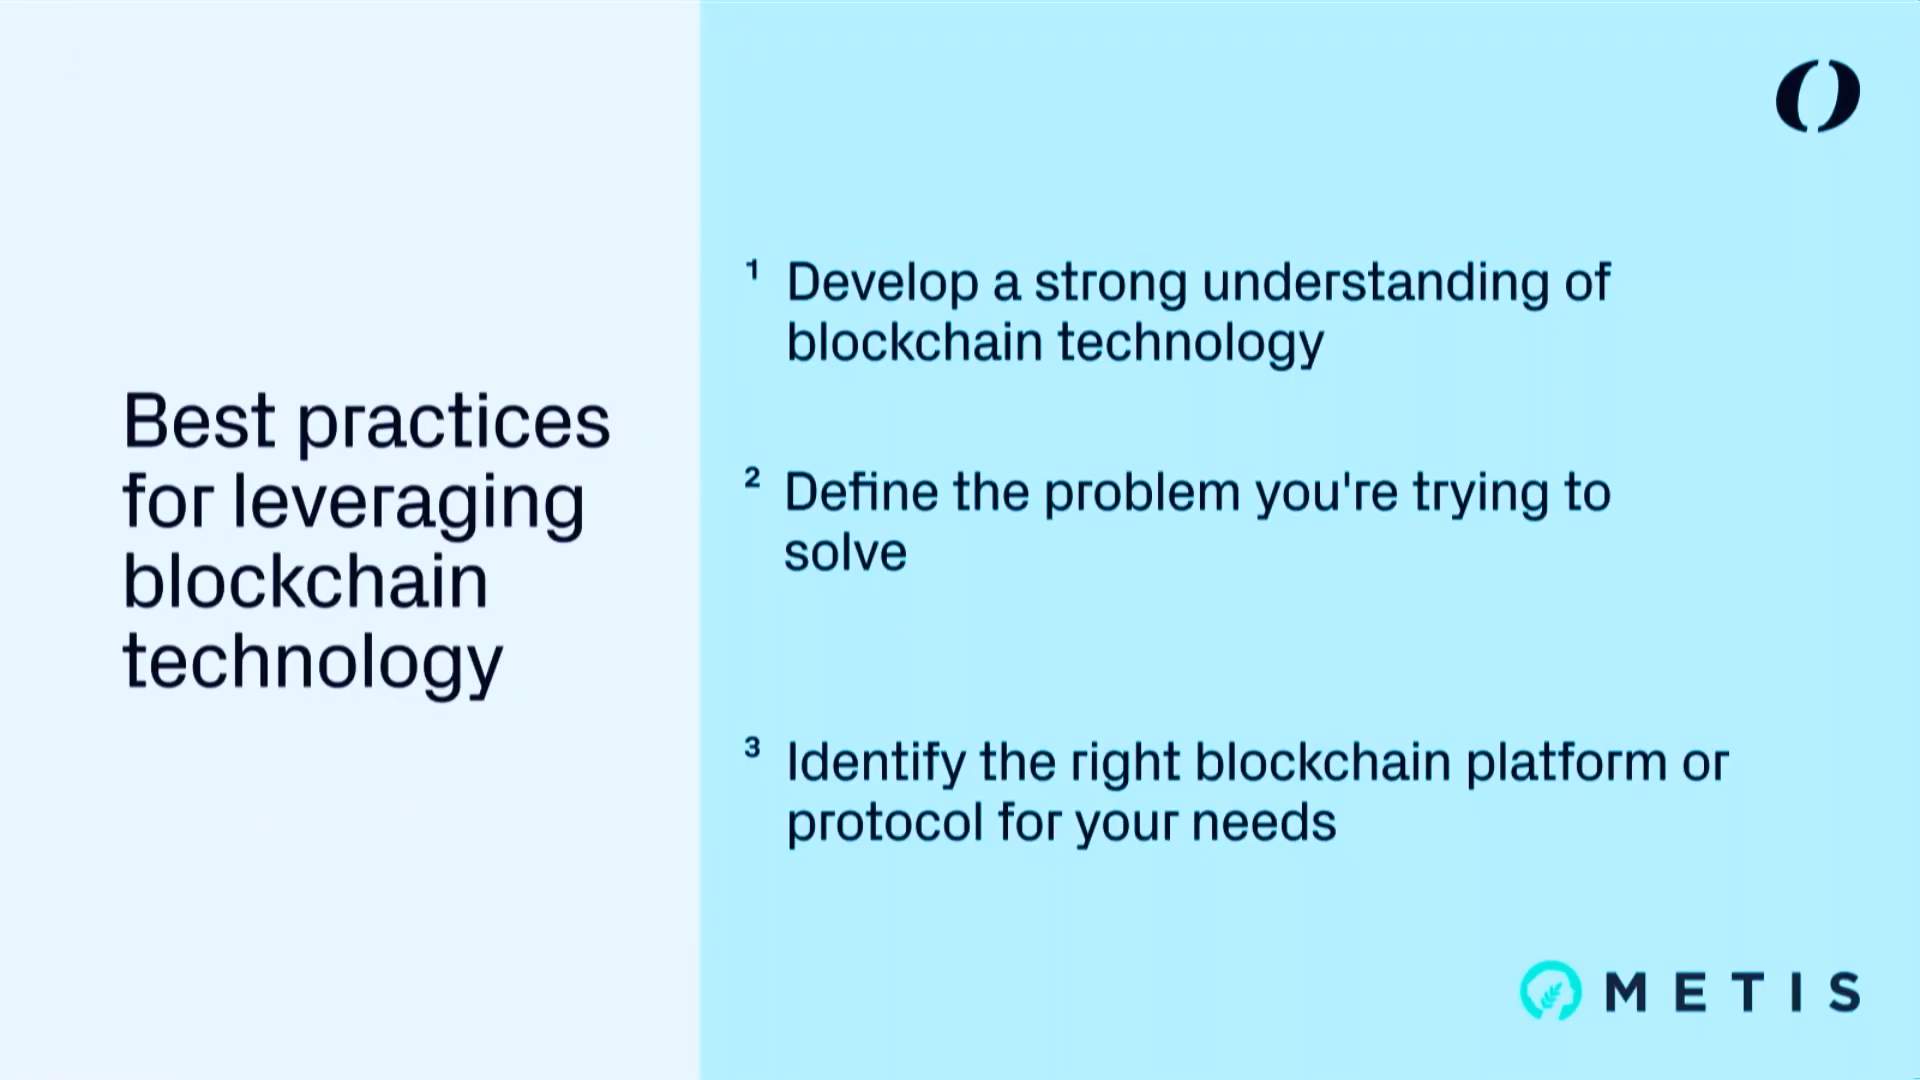 Best practices
for leveraging
blockchain
technology
1 Develop a strong understanding of
blockchain technology
2 Define the problem you're trying to
solve
3 Identify the right blockchain platform or
protocol for your needs
METIS